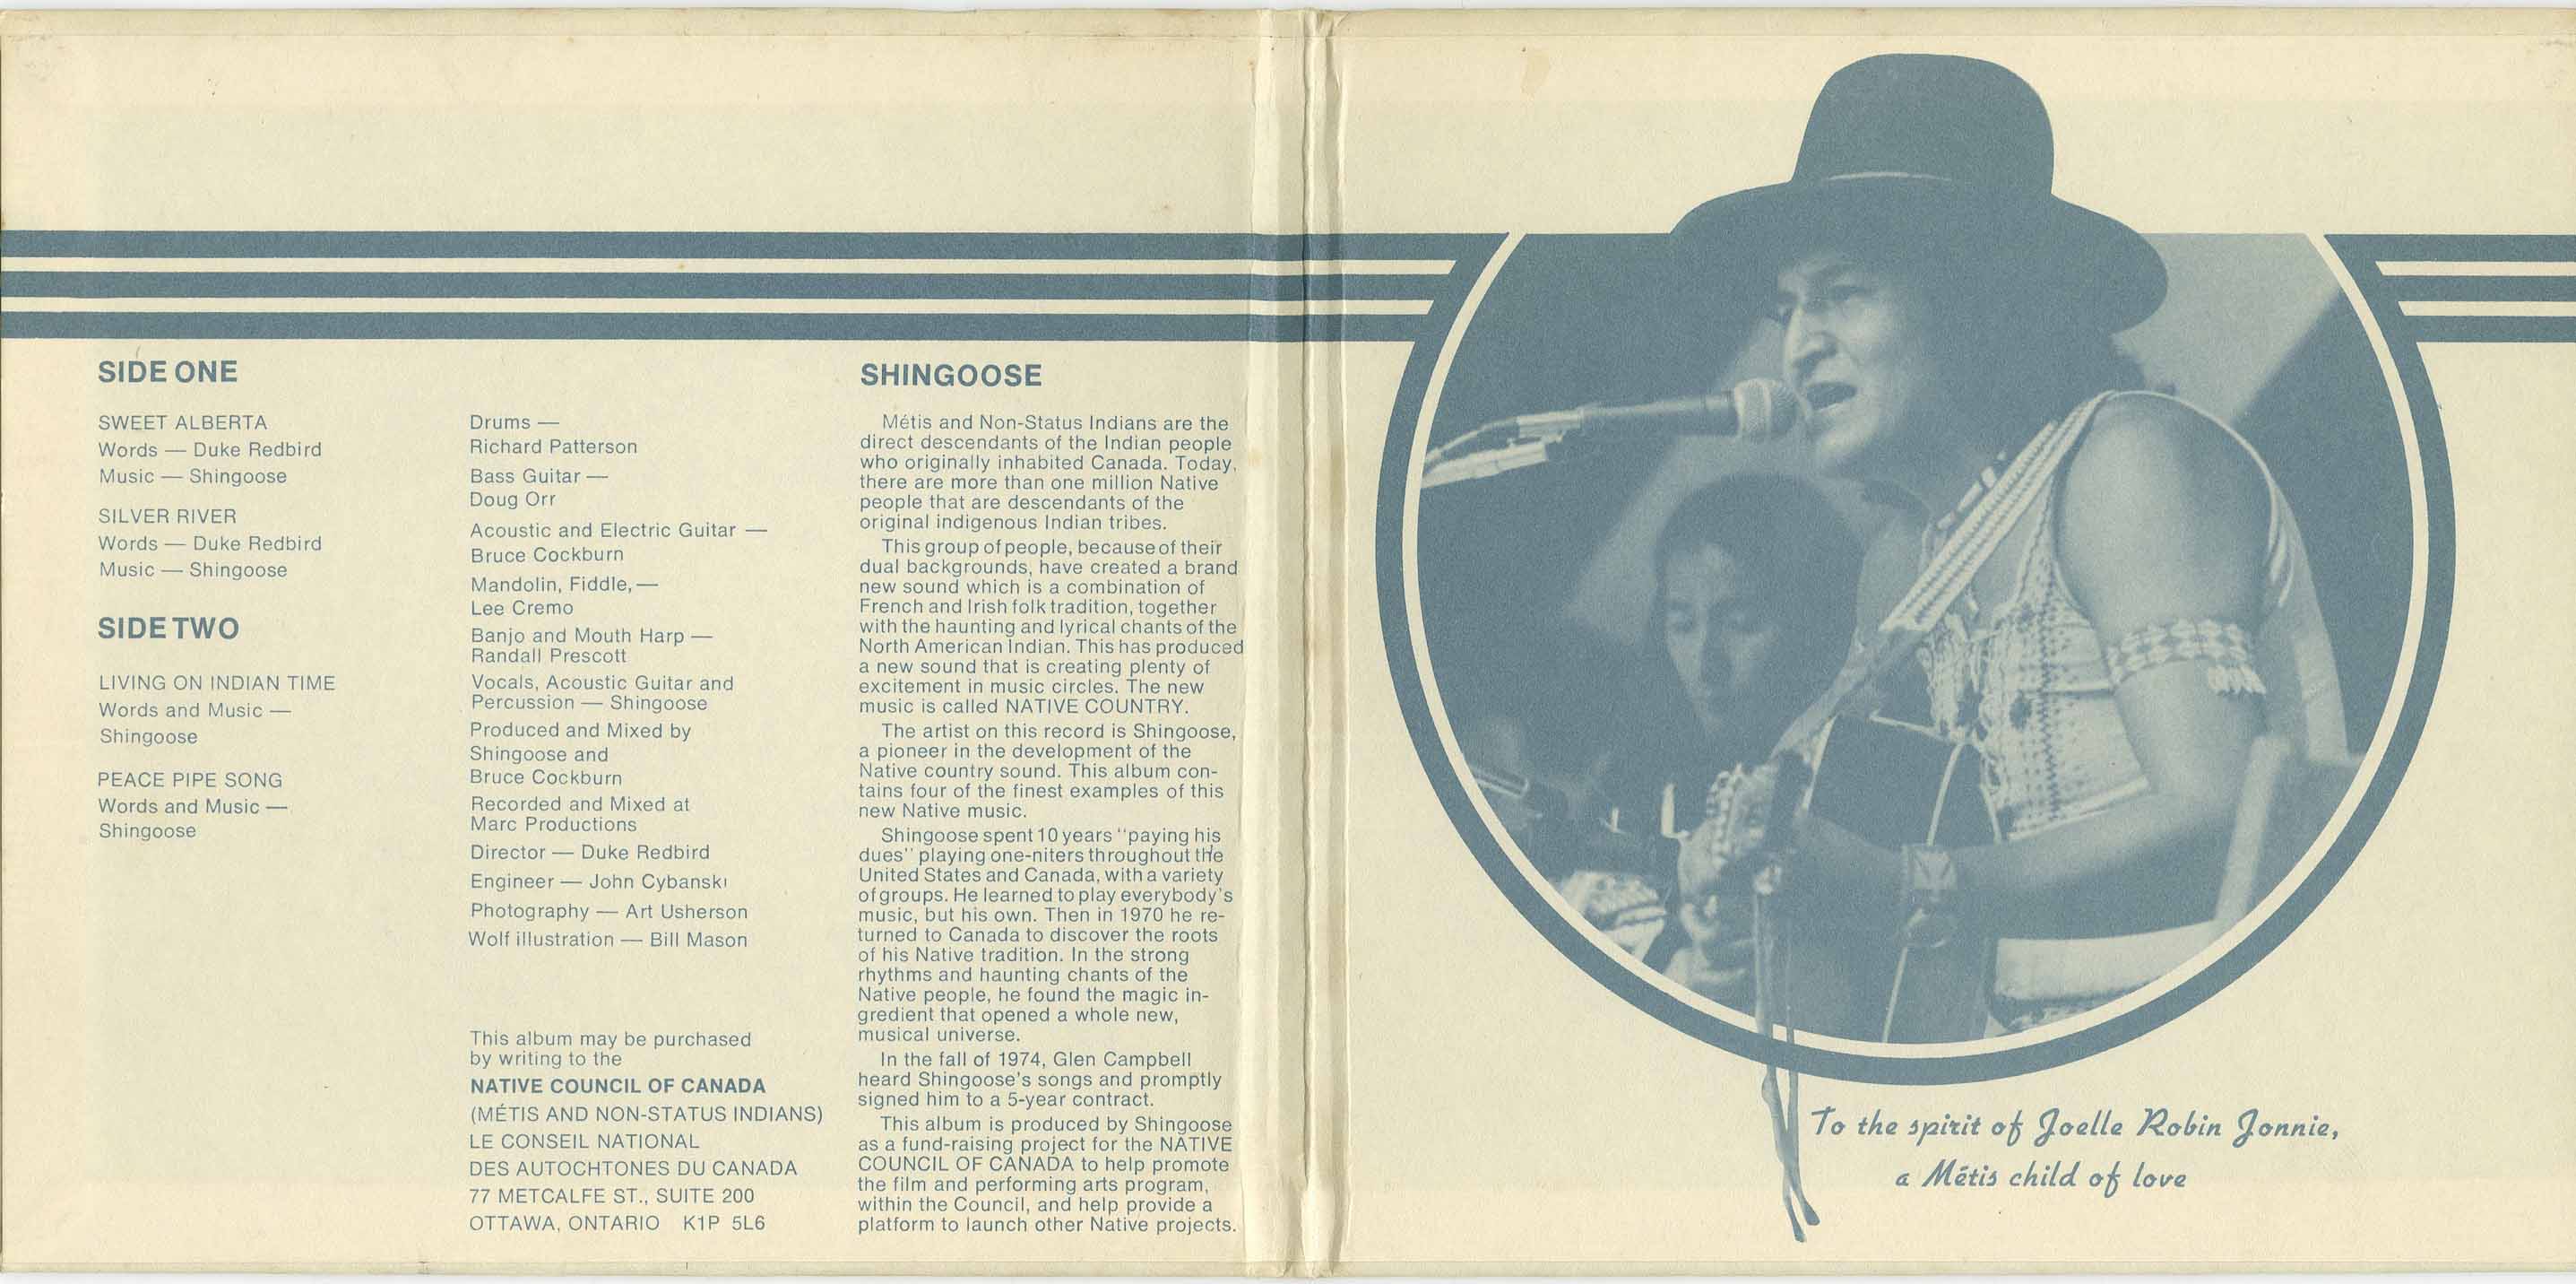 SIDE ONE
SWEET ALBERTA
Words — Duke Redbird
Music — Shingoose
SILVER RIVER
Words — Duke Redbird
Music — Shingoose
SIDE TWO
LIVING ON INDIAN TIME
Words and Music —
Shingoose
PEACE PIPE SONG
Words and Music —
Shingoose
Drums —
Richard Patterson
Bass Guitar —
Doug Orr
Acoustic and Electric Guitar —
Bruce Cockburn
Mandolin, Fiddle, —
Lee Cremo
Banjo and Mouth Harp —
Randall Prescott
Vocals, Acoustic Guitar and
Percussion — Shingoose
Produced and Mixed by
Shingoose and
Bruce Cockburn
Recorded and Mixed at
Marc Productions
Director — Duke Redbird
Engineer — John Cybanski
Photography — Art Usherson
Wolf illustration — Bill Mason
This album may be purchased
by writing to the
NATIVE COUNCIL OF CANADA
(MÉTIS AND NON-STATUS INDIANS)
LE CONSEIL NATIONAL
DES AUTOCHTONES DU CANADA
77 METCALFE ST., SUITE 200
OTTAWA, ONTARIO K1P 5L6
SHINGOOSE
Métis and Non-Status Indians are the
direct descendants of the Indian people
who originally inhabited Canada. Today,
there are more than one million Native
people that are descendants of the
original indigenous Indian tribes.
This group of people, because of their
dual backgrounds, have created a brand
new sound which is a combination of
French and Irish folk tradition, together
with the haunting and lyrical chants of the
North American Indian. This has produced
a new sound that is creating plenty of
excitement in music circles. The new
music is called NATIVE COUNTRY.
The artist on this record is Shingoose,
a pioneer in the development of the
Native country sound. This album con-
tains four of the finest examples of this
new Native music.
Shingoose spent 10 years "paying his
dues" playing one-niters throughout the
United States and Canada, with a variety
of groups. He learned to play everybody's
music, but his own. Then in 1970 he re-
turned to Canada to discover the roots
of his Native tradition. In the strong
rhythms and haunting chants of the
Native people, he found the magic in-
gredient that opened a whole new,
musical universe.
In the fall of 1974, Glen Campbell
heard Shingoose's songs and promptly
signed him to a 5-year contract.
This album is produced by Shingoose
as a fund-raising project for the NATIVE
COUNCIL OF CANADA to help promote
the film and performing arts program,
within the Council, and help provide a
platform to launch other Native projects.
To the spirit of Joelle Robin Jonnie,
a Métis child of love